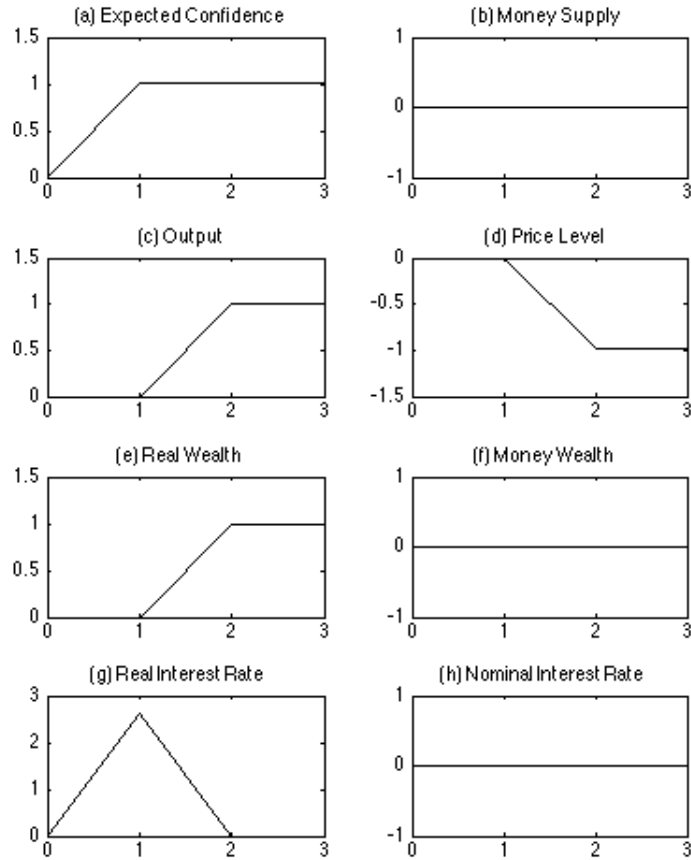 (a) Expected Confidence
1.5
1
0.5
0
0 1 2 3
(b) Money Supply
1
0
-1
0 1 2 3
(c) Output
1.5
1
0.5
0
0 1 2 3
(d) Price Level
0
-0.5
-1
-1.5
0 1 2 3
(e) Real Wealth
1.5
1
0.5
0
0 1 2 3
(f) Money Wealth
1
0
-1
0 1 2 3
(g) Real Interest Rate
3
2
1
0
0 1 2 3
(h) Nominal Interest Rate
1
0
-1
0 1 2 3